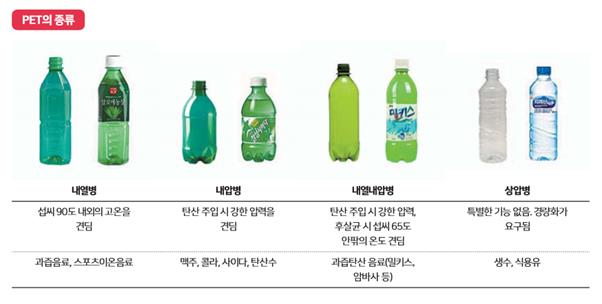 PET의 종류
밀키스
내열병
내압병
내열내압병
상압병
섭씨 90도 내외의 고온을
견딤
탄산 주입 시 강한 압력을
견딤
탄산 주입 시 강한 압력,
후살균 시 섭씨 65도
안팎의 온도 견딤
특별한 기능 없음. 경량화가
요구됨
과즙음료, 스포츠이온음료
맥주, 콜라, 사이다, 탄산수
과즙탄산 음료(밀키스,
암바사 등)
생수, 식용유